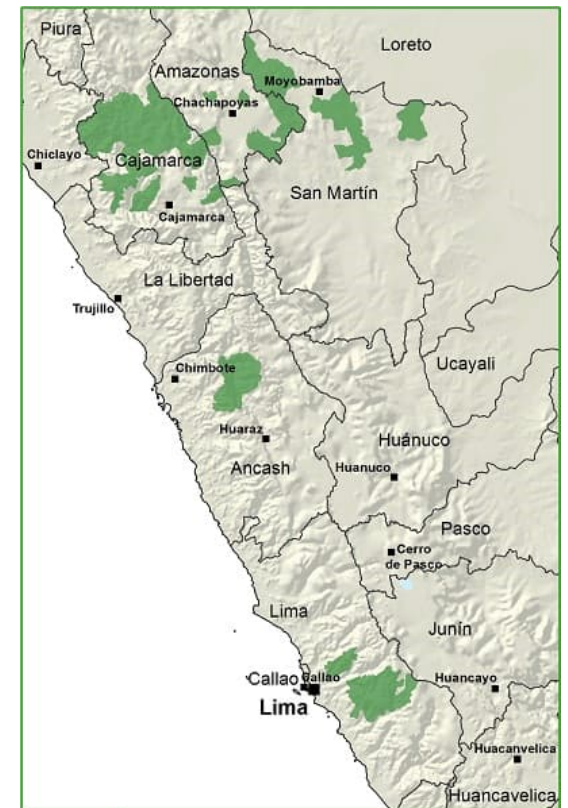 Piura
Loreto
Amazonas
Moyobamba
Chachapoyas
Chiclayo
Cajamarca
San Martín
Cajamarca
La Libertad
Trujillo
Ucayali
Chimbote
Huaraz
Huánuco
Ancash
Huanuco
Pasco
Cerro
de Pasco
Lima
Junín
Callao
Callao
Huancayo
Lima
Huacanvelica
Huancavelica